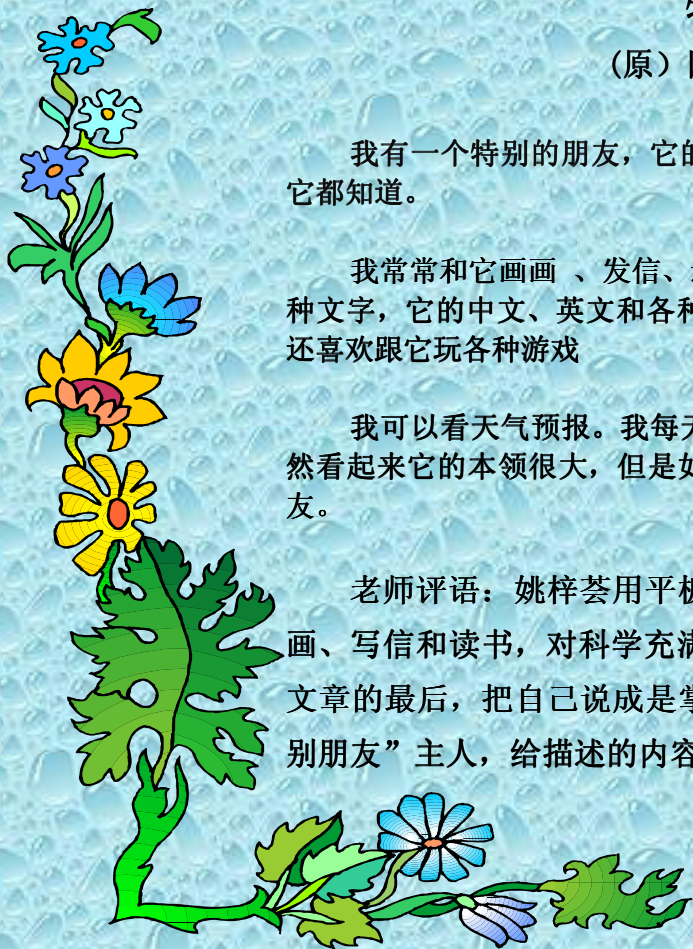 (原）
我有一个特别的朋友，它的
它都知道。
我常常和它画画 、发信、
种文字，它的中文、英文和各种
还喜欢跟它玩各种游戏
我可以看天气预报。我每天
然看起来它的本领很大，但是如
友。
老师评语：姚梓荟用平板
画、写信和读书，对科学充满
文章的最后，把自己说成是掌
别朋友”主人，给描述的内容